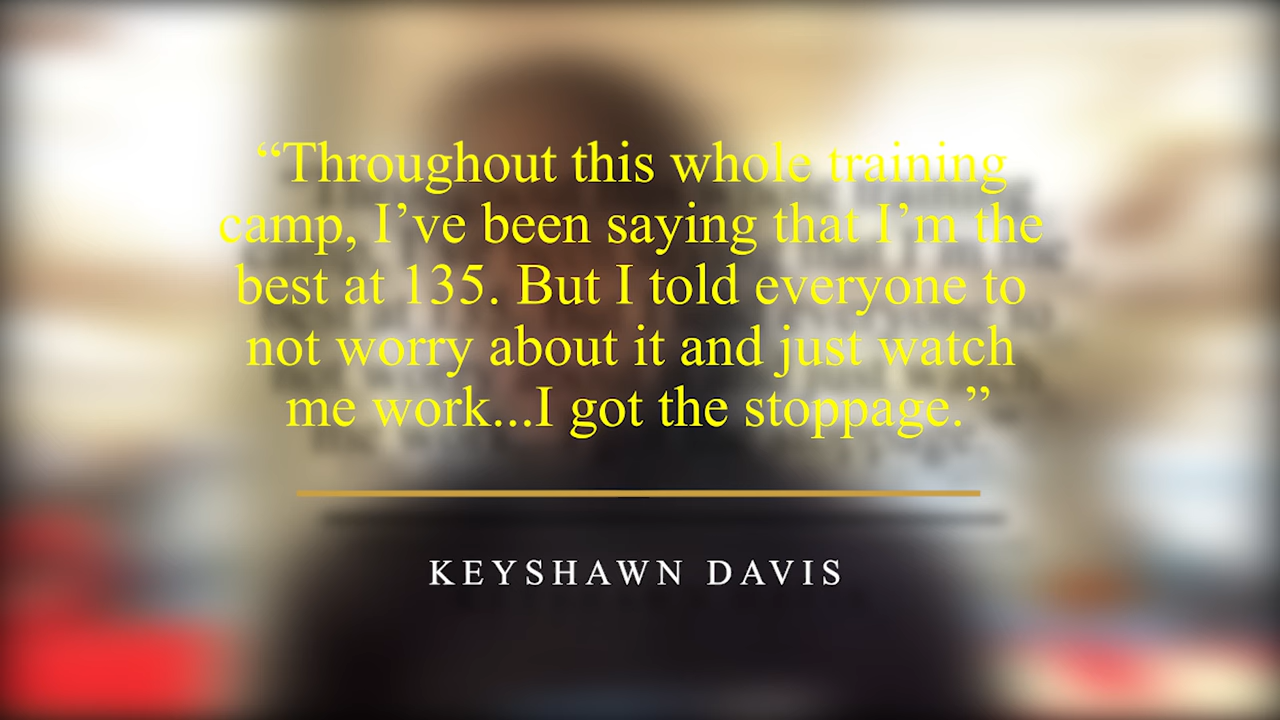 “Throughout this whole training
camp, I’ve been saying that I’m the
best at 135. But I told everyone to
not worry about it and just watch
me work...I got the stoppage.”
KEYSHAWN DAVIS